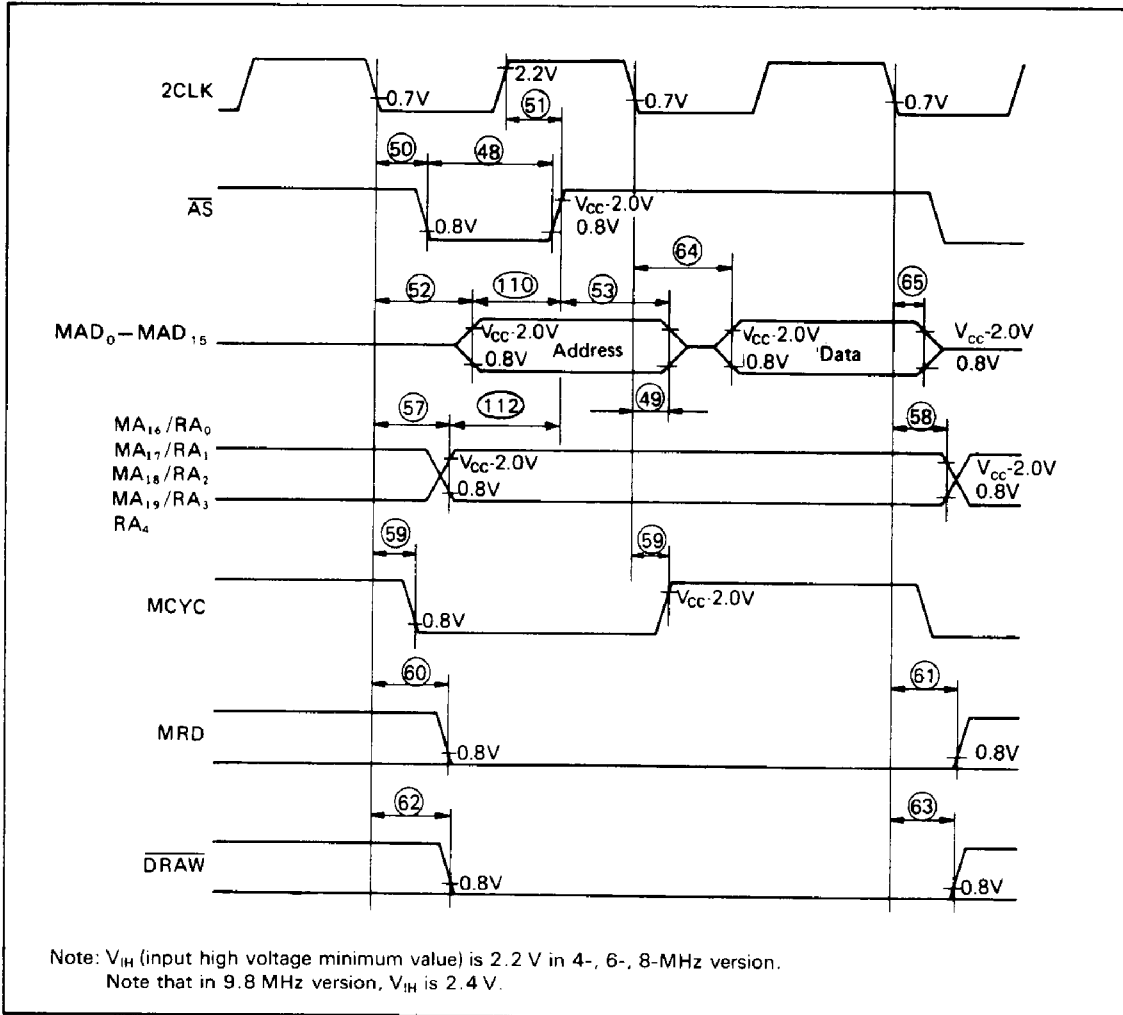 2CLK
0.7V
2.2V
0.7V
0.7V
51
50
48
AS
0.8V
VCC-2.0V
0.8V
64
52
110
53
65
MAD0–MAD15
VCC-2.0V
0.8V
Address
VCC-2.0V
0.8V
Data
VCC-2.0V
0.8V
57
112
49
58
MA16/RA0
MA17/RA1
MA18/RA2
MA19/RA3
RA4
VCC-2.0V
0.8V
VCC-2.0V
0.8V
59
59
MCYC
0.8V
VCC-2.0V
60
61
MRD
0.8V
0.8V
62
63
DRAW
0.8V
0.8V
Note: VIH (input high voltage minimum value) is 2.2 V in 4-, 6-, 8-MHz version.
Note that in 9.8 MHz version, VIH is 2.4 V.